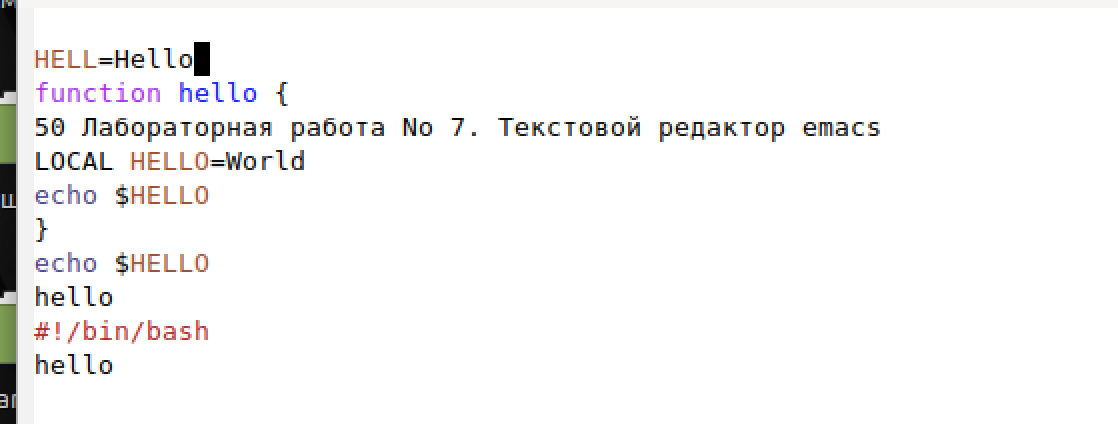 HELL=Hello
function hello {
50 Лабораторная работа No 7. Текстовой редактор emacs
LOCAL HELLO=World
echo $HELLO
}
echo $HELLO
hello
#!/bin/bash
hello